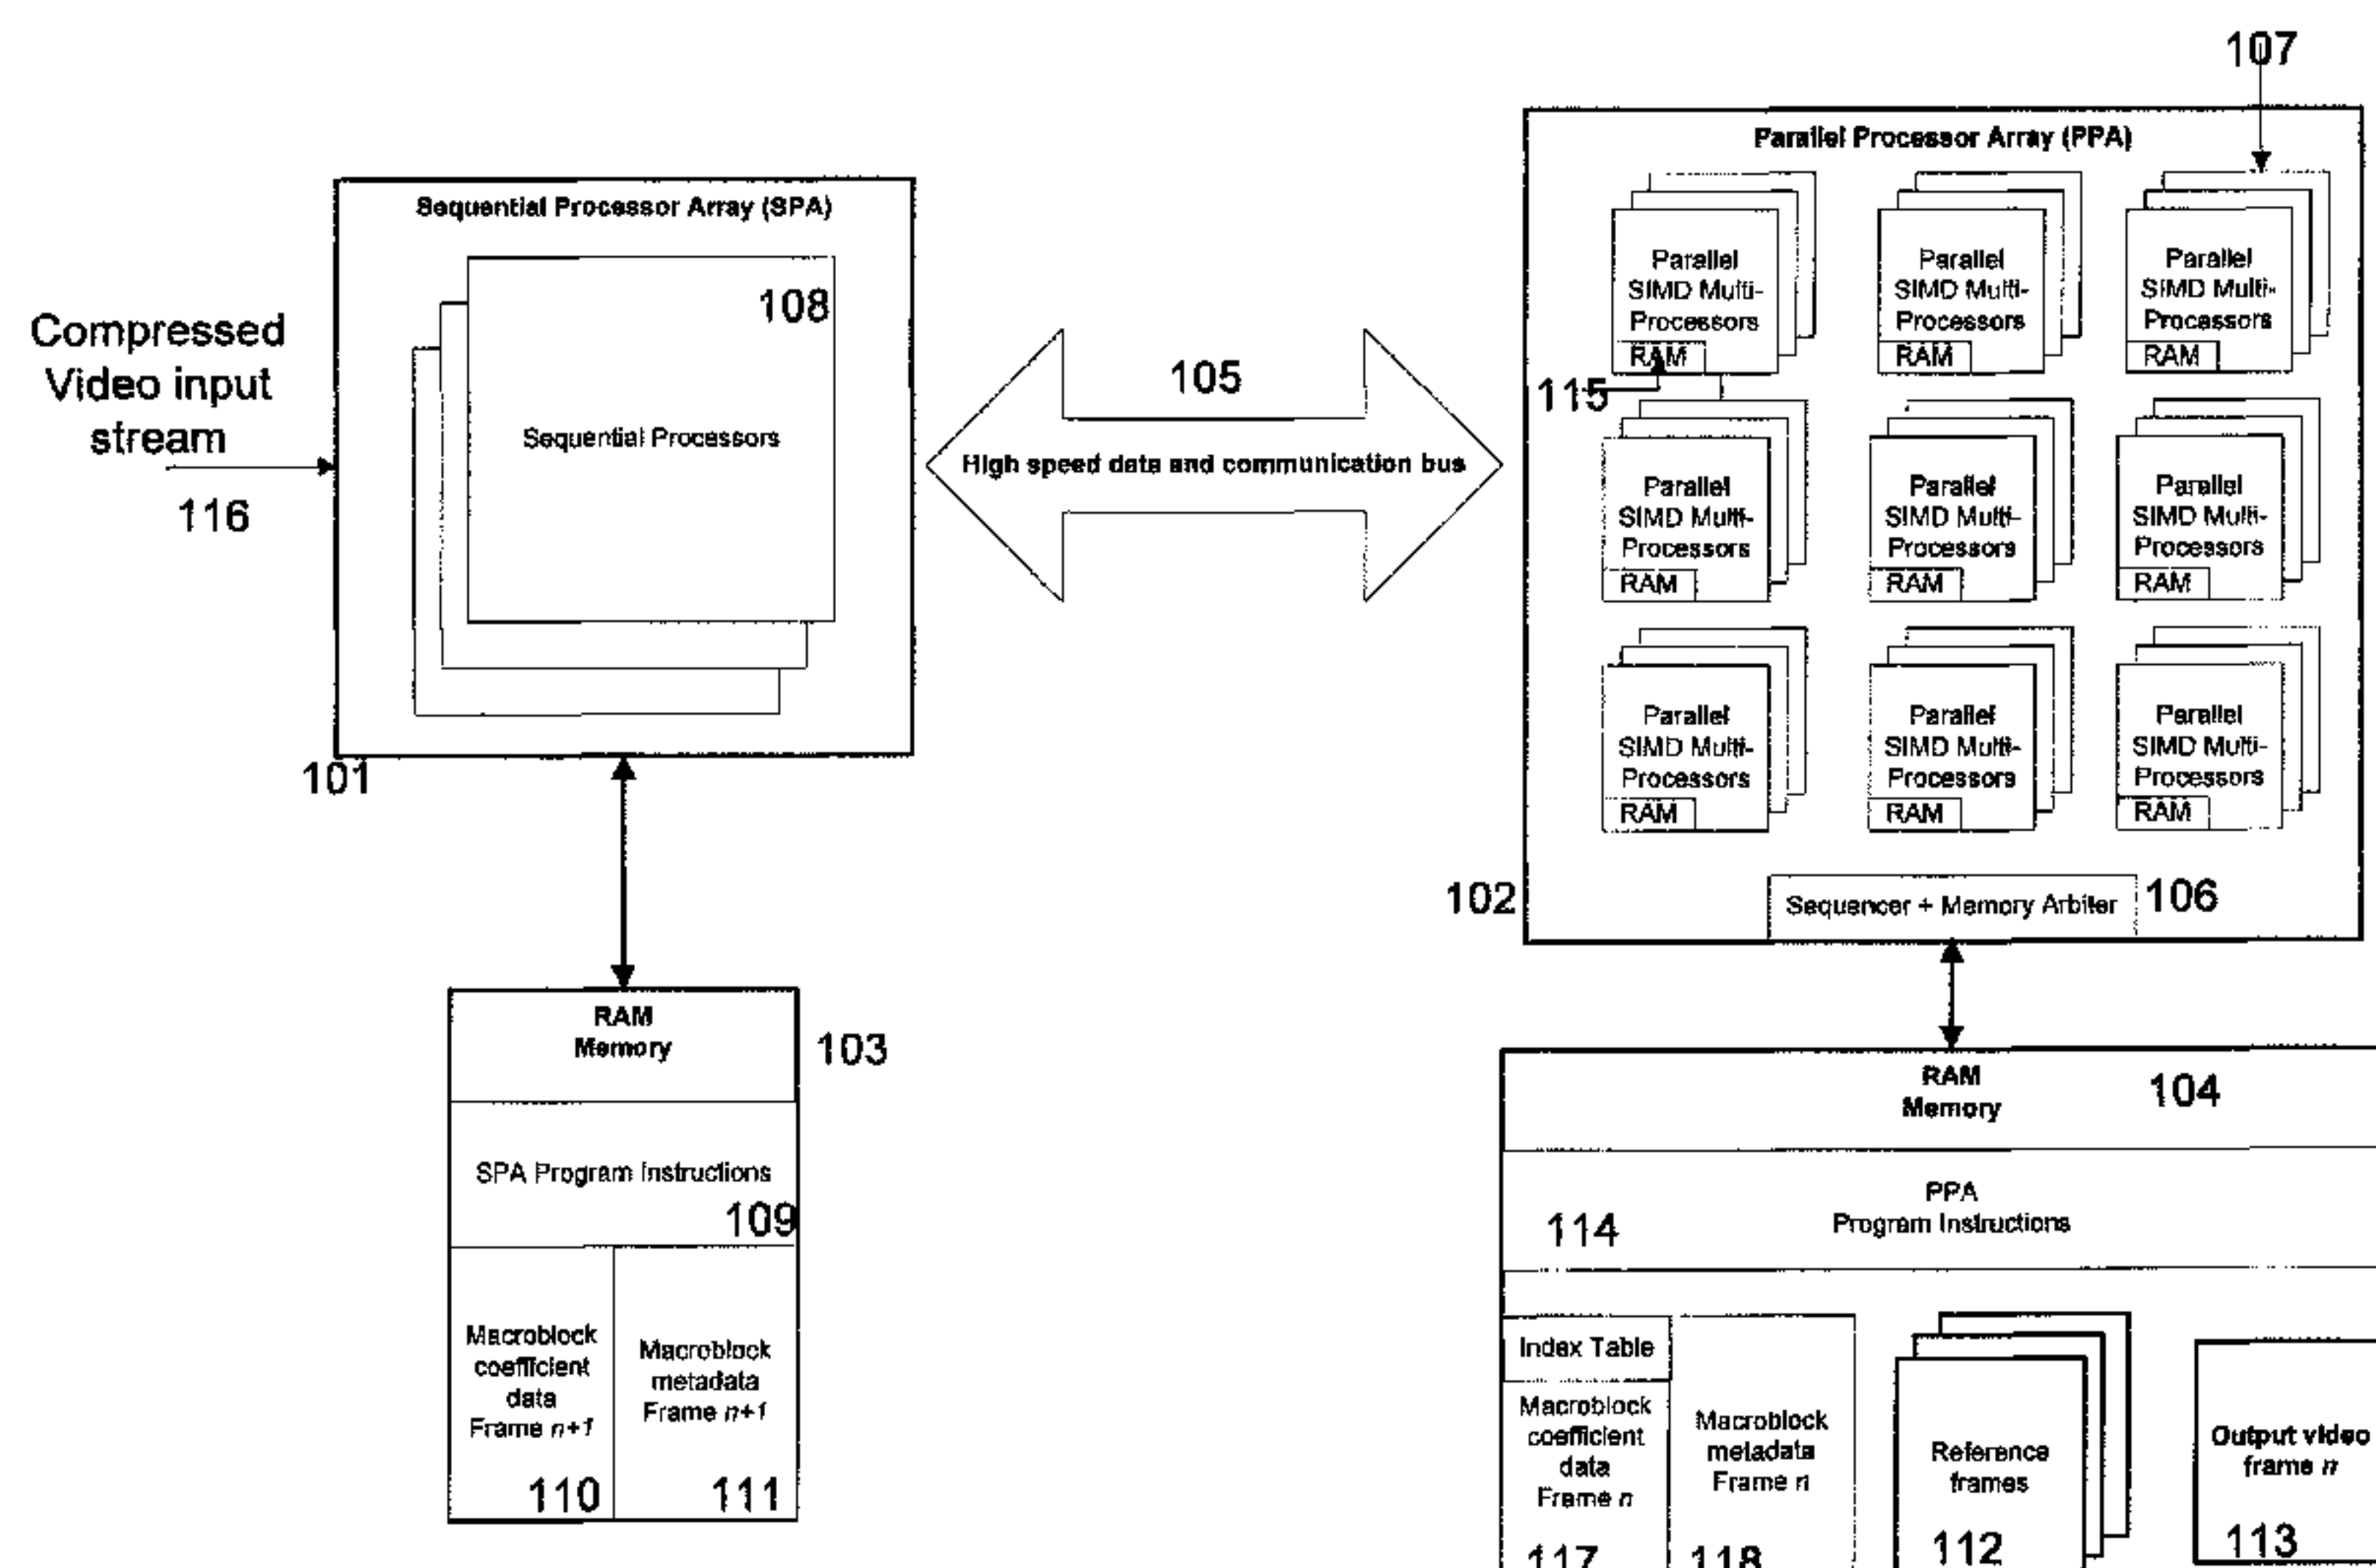 107
Parallel Processor Array (PPA)
Sequential Processor Array (SPA)
108
Sequential Processors
Compressed
Video input
stream
116
101
105
High speed data and communication bus
Parallel
SIMD Multi-
Processors
RAM
Parallel
SIMD Multi-
Processors
RAM
Parallel
SIMD Multi-
Processors
RAM
115
Parallel
SIMD Multi-
Processors
RAM
Parallel
SIMD Multi-
Processors
RAM
Parallel
SIMD Multi-
Processors
RAM
Parallel
SIMD Multi-
Processors
RAM
Parallel
SIMD Multi-
Processors
RAM
Parallel
SIMD Multi-
Processors
RAM
102
Sequencer + Memory Arbiter
106
RAM
Memory
103
SPA Program Instructions
109
Macroblock
coefficient
data
Frame n+1
110
Macroblock
metadata
Frame n+1
111
RAM
Memory
104
PPA
Program Instructions
114
Index Table
Macroblock
coefficient
data
Frame n
117
Macroblock
metadata
Frame n
118
Reference
frames
112
Output video
frame n
113